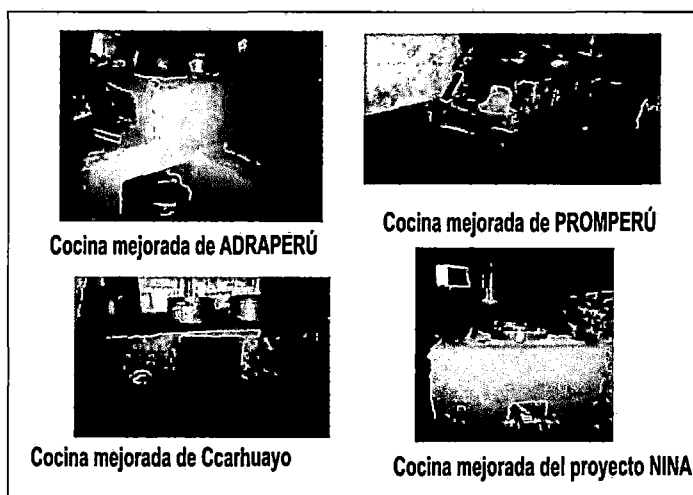 Cocina mejorada de ADRAPERÚ
Cocina mejorada de PROMPERÚ
Cocina mejorada de Ccarhuayo
Cocina mejorada del proyecto NINA